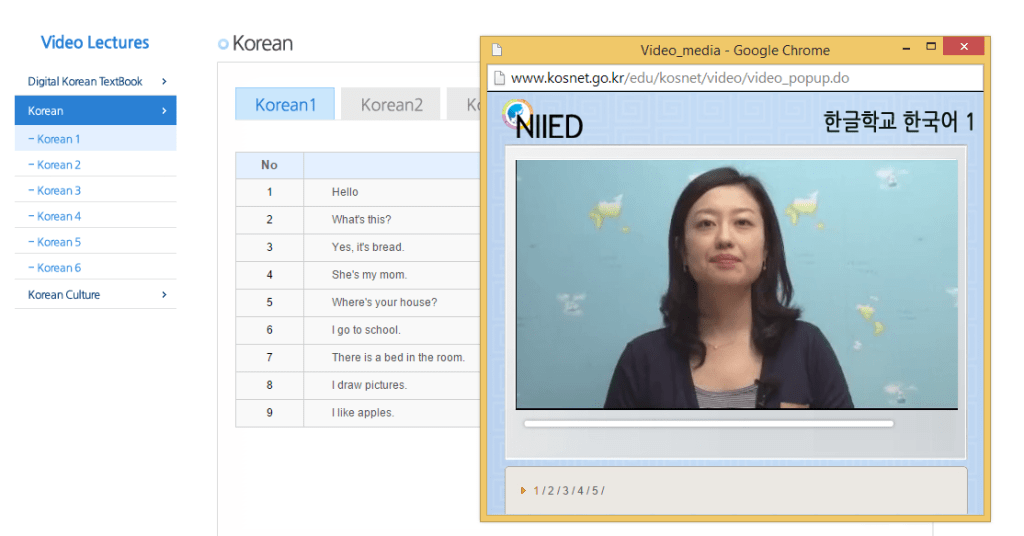 Video Lectures
Digital Korean TextBook >
Korean >
- Korean 1
- Korean 2
- Korean 3
- Korean 4
- Korean 5
- Korean 6
Korean Culture >
Korean
Korean1 Korean2
No
1 Hello
2 What's this?
3 Yes, it's bread.
4 She's my mom.
5 Where's your house?
6 I go to school.
7 There is a bed in the room.
8 I draw pictures.
9 I like apples.
Video_media - Google Chrome
www.kosnet.go.kr/edu/kosnet/video/video_popup.do
NIIED
한글학교 한국어 1
1/2/3/4/5/